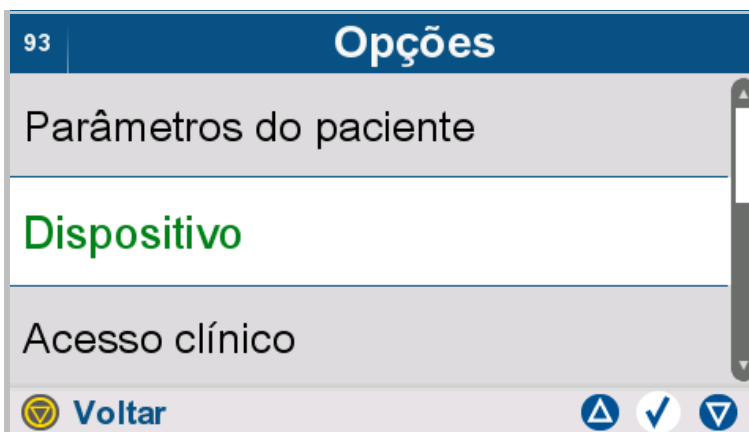 93
Opções
Parâmetros do paciente
Dispositivo
Acesso clínico
Voltar